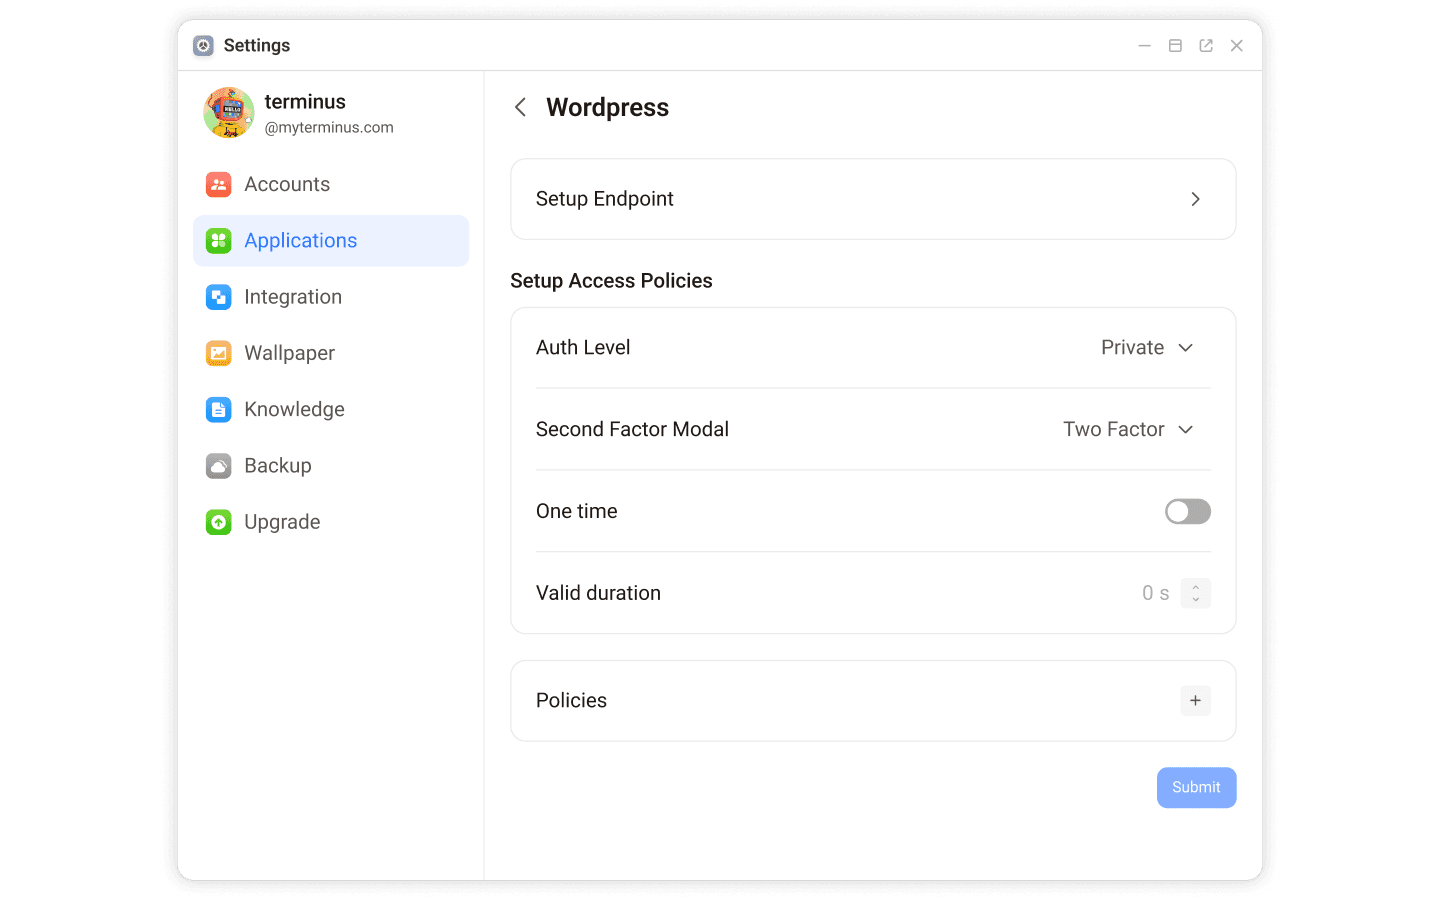 Settings
terminus
@myterminus.com
Accounts
Applications
Integration
Wallpaper
Knowledge
Backup
Upgrade
Wordpress
Setup Endpoint
Setup Access Policies
Auth Level
Private
Second Factor Modal
Two Factor
One time
Valid duration
0 s
Policies
Submit
HELLO